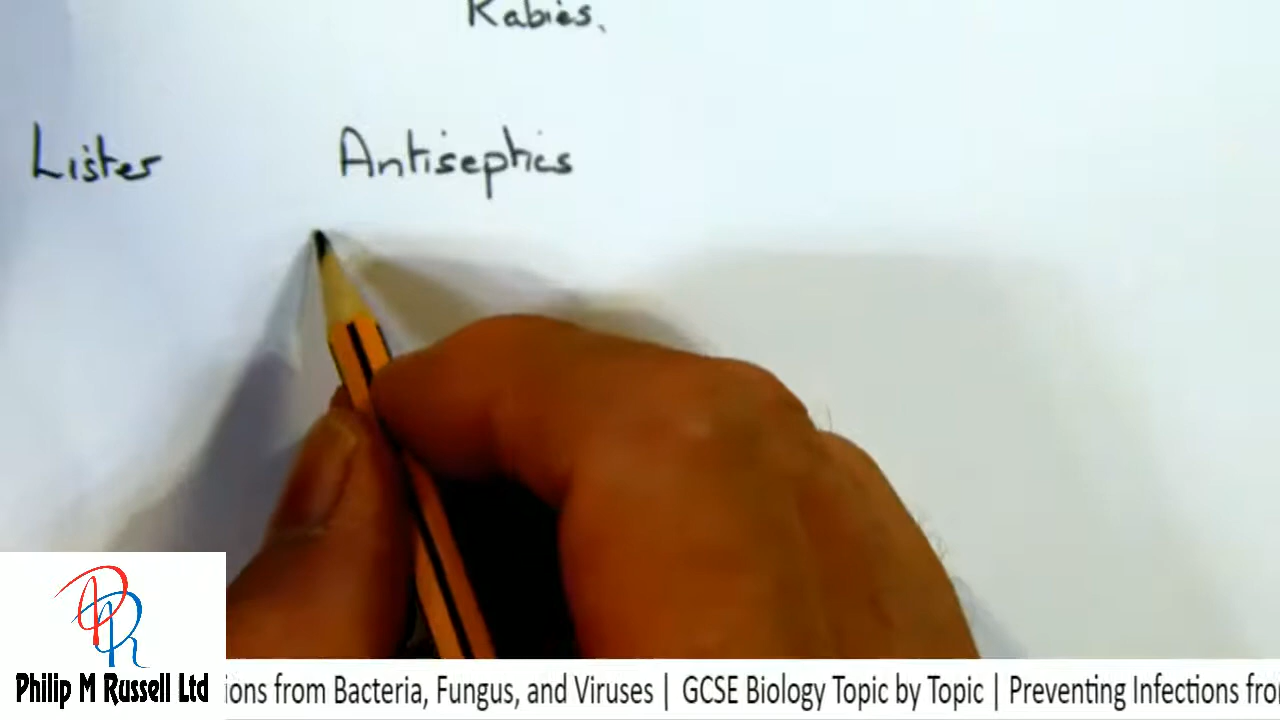 Rabies.
Lister Antiseptics
Philip M Russell Ltd
ions from Bacteria, Fungus, and Viruses | GCSE Biology Topic by Topic | Preventing Infections fro